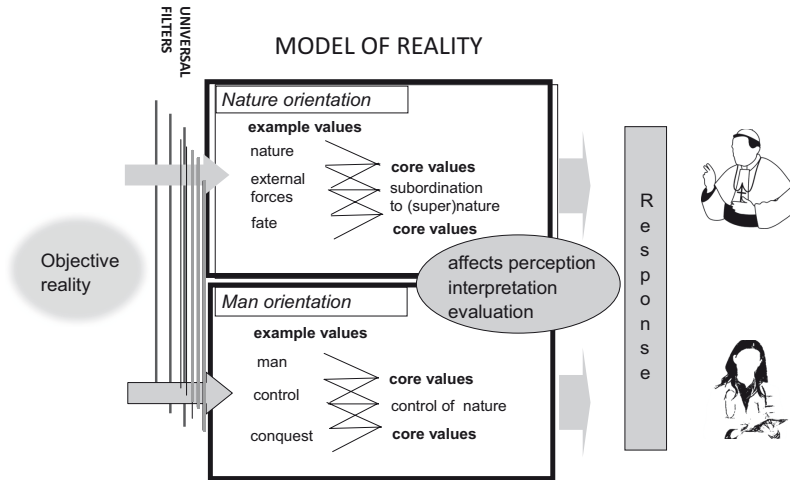 UNIVERSAL
FILTERS
MODEL OF REALITY
Nature orientation
example values
nature
external
forces
fate
core values
subordination
to (super)nature
core values
Objective
reality
affects perception
interpretation
evaluation
Man orientation
example values
man
control
conquest
core values
control of nature
core values
Response